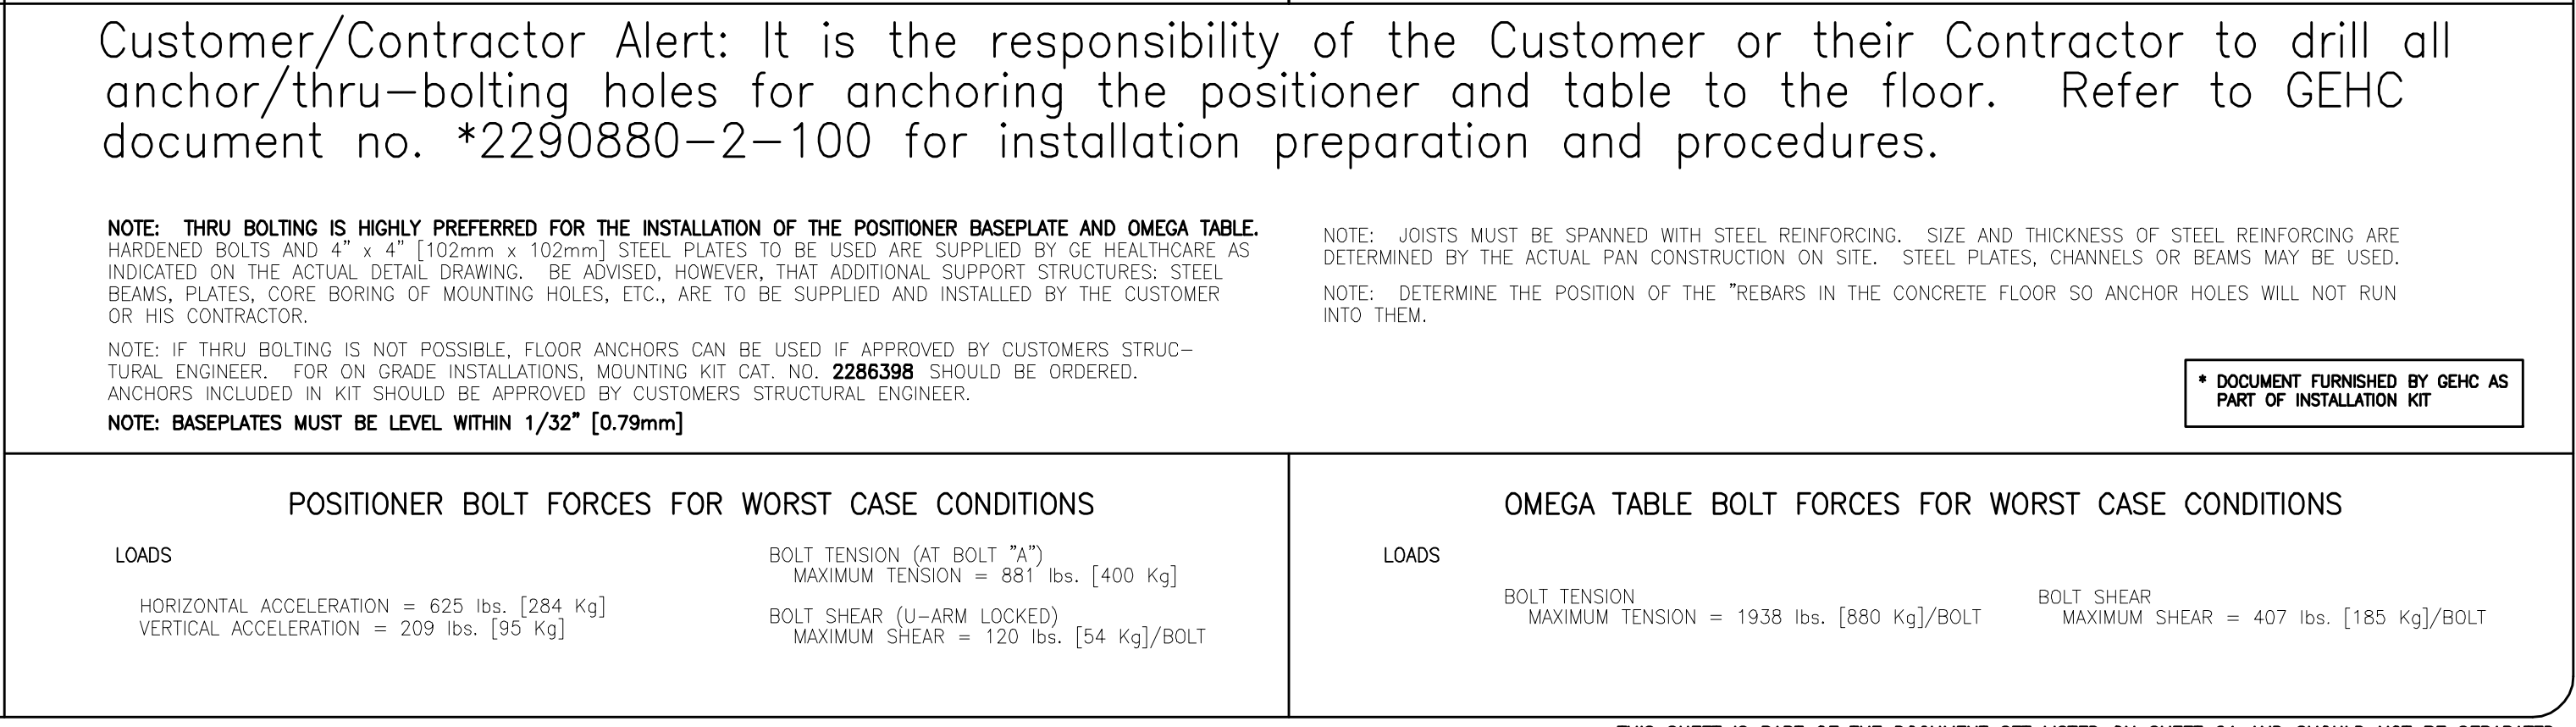 Customer/Contractor Alert: It is the responsibility of the Customer or their Contractor to drill all
anchor/thru-bolting holes for anchoring the positioner and table to the floor. Refer to GEHC
document no. *2290880-2-100 for installation preparation and procedures.
NOTE: THRU BOLTING IS HIGHLY PREFERRED FOR THE INSTALLATION OF THE POSITIONER BASEPLATE AND OMEGA TABLE.
HARDENED BOLTS AND 4" x 4" [102mm x 102mm] STEEL PLATES TO BE USED ARE SUPPLIED BY GE HEALTHCARE AS
INDICATED ON THE ACTUAL DETAIL DRAWING. BE ADVISED, HOWEVER, THAT ADDITIONAL SUPPORT STRUCTURES: STEEL
BEAMS, PLATES, CORE BORING OF MOUNTING HOLES, ETC., ARE TO BE SUPPLIED AND INSTALLED BY THE CUSTOMER
OR HIS CONTRACTOR.
NOTE: IF THRU BOLTING IS NOT POSSIBLE, FLOOR ANCHORS CAN BE USED IF APPROVED BY CUSTOMERS STRUC-
TURAL ENGINEER. FOR ON GRADE INSTALLATIONS, MOUNTING KIT CAT. NO. 2286398 SHOULD BE ORDERED.
ANCHORS INCLUDED IN KIT SHOULD BE APPROVED BY CUSTOMERS STRUCTURAL ENGINEER.
NOTE: BASEPLATES MUST BE LEVEL WITHIN 1/32" [0.79mm]
NOTE: JOISTS MUST BE SPANNED WITH STEEL REINFORCING. SIZE AND THICKNESS OF STEEL REINFORCING ARE
DETERMINED BY THE ACTUAL PAN CONSTRUCTION ON SITE. STEEL PLATES, CHANNELS OR BEAMS MAY BE USED.
NOTE: DETERMINE THE POSITION OF THE "REBARS IN THE CONCRETE FLOOR SO ANCHOR HOLES WILL NOT RUN
INTO THEM.
* DOCUMENT FURNISHED BY GEHC AS
PART OF INSTALLATION KIT
POSITIONER BOLT FORCES FOR WORST CASE CONDITIONS
LOADS
HORIZONTAL ACCELERATION = 625 lbs. [284 Kg]
VERTICAL ACCELERATION = 209 lbs. [95 Kg]
BOLT TENSION (AT BOLT "A")
MAXIMUM TENSION = 881 lbs. [400 Kg]
BOLT SHEAR (U-ARM LOCKED)
MAXIMUM SHEAR = 120 lbs. [54 Kg]/BOLT
OMEGA TABLE BOLT FORCES FOR WORST CASE CONDITIONS
LOADS
BOLT TENSION
MAXIMUM TENSION = 1938 lbs. [880 Kg]/BOLT
BOLT SHEAR
MAXIMUM SHEAR = 407 lbs. [185 Kg]/BOLT